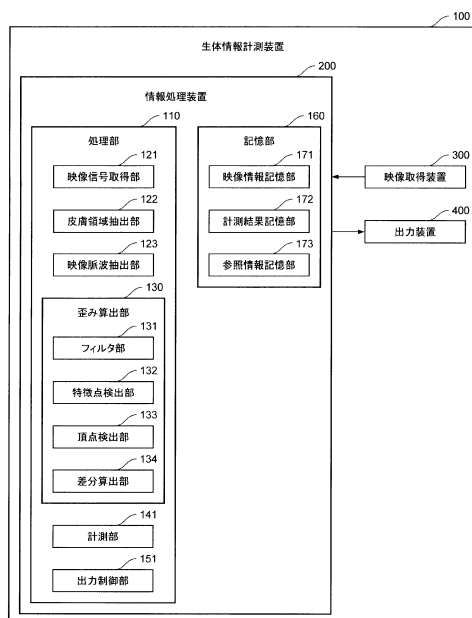 100
生体情報計測装置
200
情報処理装置
110
処理部
121
映像信号取得部
122
皮膚領域抽出部
123
映像脈波抽出部
130
歪み算出部
131
フィルタ部
132
特徴点検出部
133
頂点検出部
134
差分算出部
141
計測部
151
出力制御部
160
記憶部
171
映像情報記憶部
172
計測結果記憶部
173
参照情報記憶部
300
映像取得装置
400
出力装置